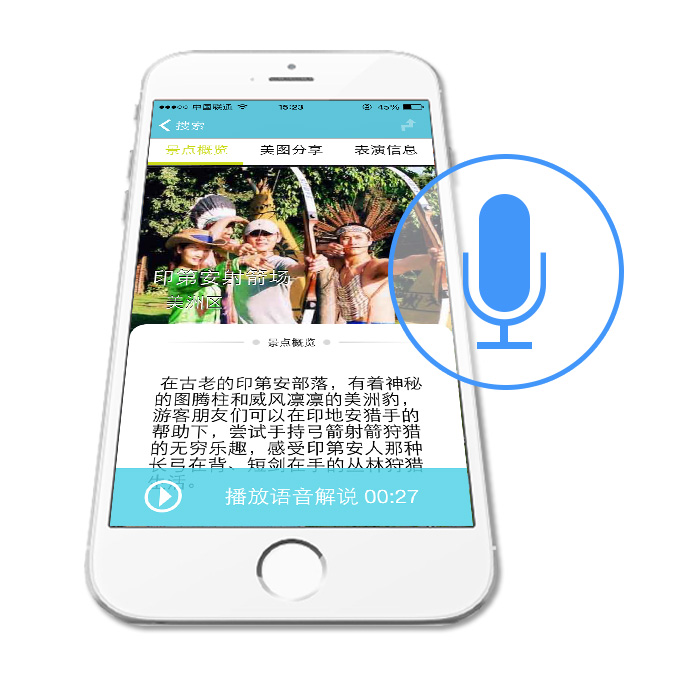 中国联通 15:23 45%
搜索
景点概览 美图分享 表演信息
印第安射箭场
美洲区
景点概览
在古老的印第安部落，有着神秘
的图腾柱和威风凛凛的美洲豹，
游客朋友们可以在印地安猎手的
帮助下，尝试手持弓箭射箭狩猎
的无穷乐趣，感受印第安人那种
长弓在背、短剑在手的丛林狩猎
生活。
播放语音解说 00:27